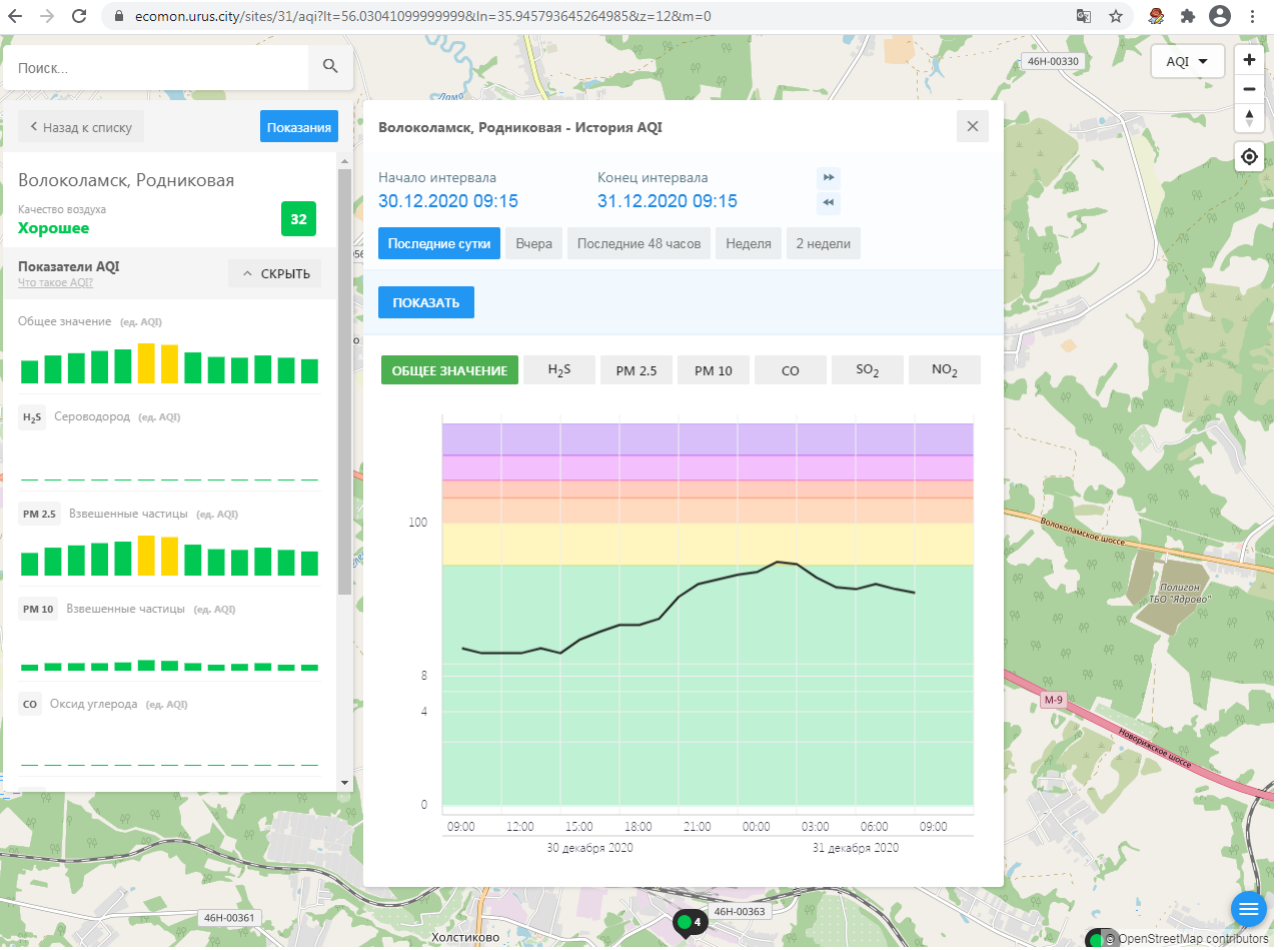 ecomon.urus.city/sites/31/aqi?lt=56.03041099999999&ln=35.945793645264985&z=12&m=0
Поиск...
46Н-00330
AQI
Назад к списку
Показания
Волоколамск, Родниковая - История AQI
Волоколамск, Родниковая
Качество воздуха
Хорошее
32
Начало интервала
Конец интервала
30.12.2020 09:15
31.12.2020 09:15
Последние сутки
Вчера
Последние 48 часов
Неделя
2 недели
Показатели AQI
Что такое AQI?
СКРЫТЬ
ПОКАЗАТЬ
Общее значение (ед. AQI)
ОБЩЕЕ ЗНАЧЕНИЕ
H2S
PM 2.5
PM 10
CO
SO2
NO2
H2S Сероводород (ед. AQI)
PM 2.5 Взвешенные частицы (ед. AQI)
PM 10 Взвешенные частицы (ед. AQI)
CO Оксид углерода (ед. AQI)
100
8
4
0
09:00
12:00
15:00
18:00
21:00
00:00
03:00
06:00
09:00
30 декабря 2020
31 декабря 2020
Волоколамское шоссе
Полигон
ТБО "Ядрово"
М-9
Новорижское шоссе
46Н-00361
46Н-00363
4
Холстиково
© OpenStreetMap contributors